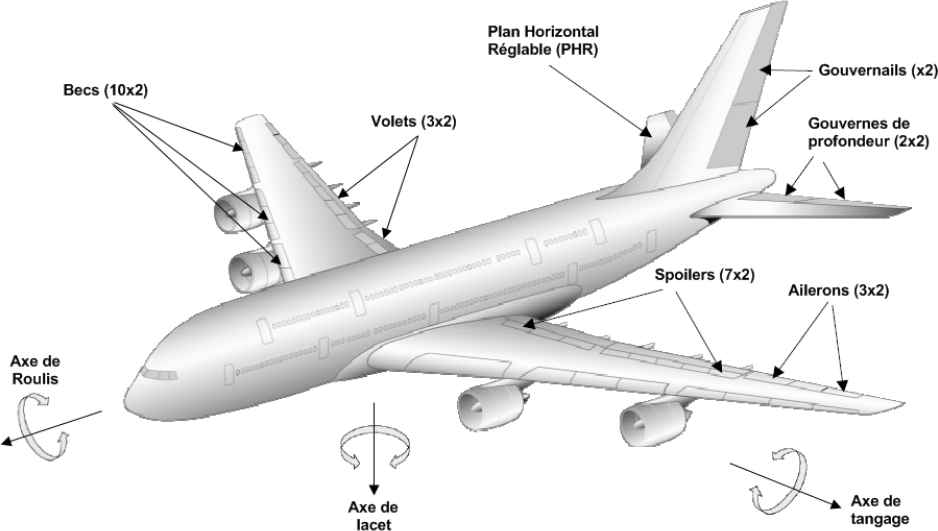 Plan Horizontal
Réglable (PHR)
Gouvernails (x2)
Becs (10x2)
Volets (3x2)
Gouvernes de
profondeur (2x2)
Spoilers (7x2)
Ailerons (3x2)
Axe de
Roulis
Axe de
lacet
Axe de
tangage